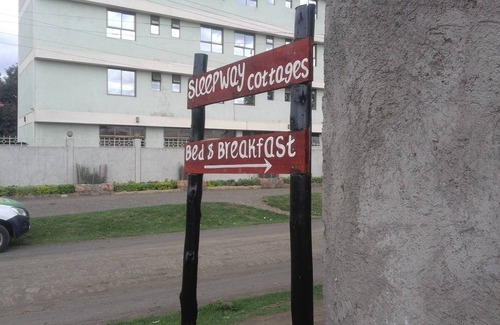 Sleepway Cottages
Bed & Breakfast